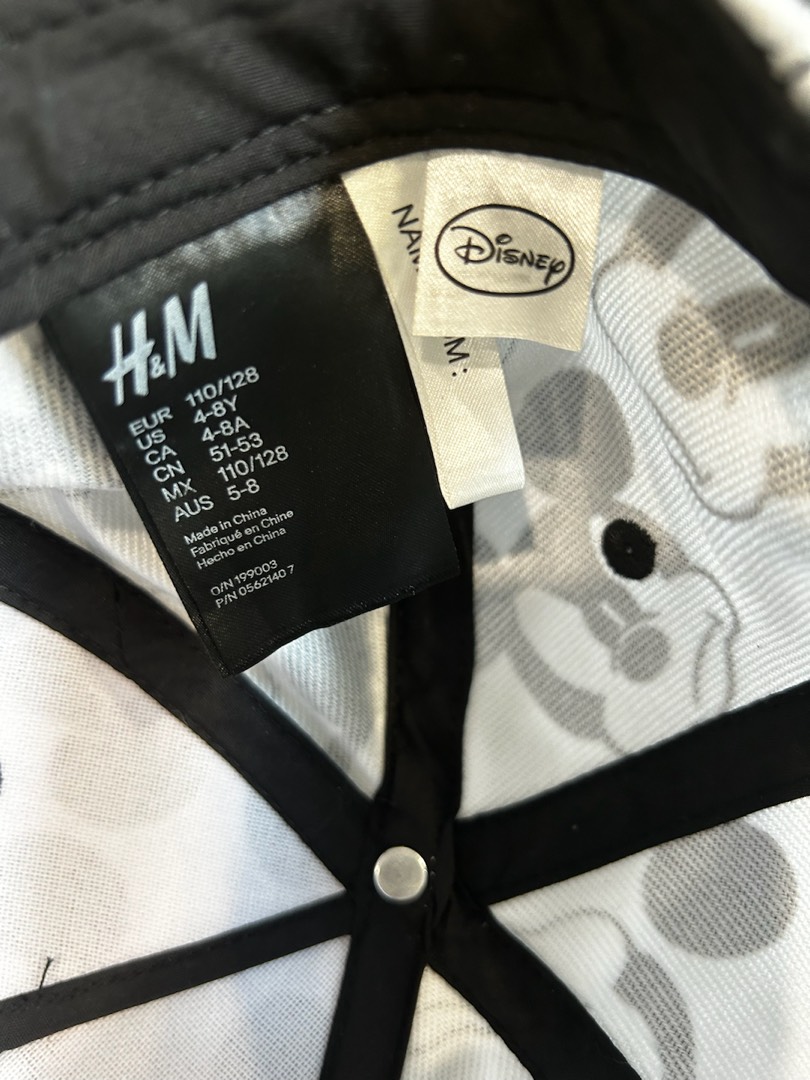 H&M
EUR 110/128
US 4-8Y
CA 4-8A
CN 51-53
MX 110/128
AUS 5-8
Made in China
Fabriqué en Chine
Hecho en China
O/N 199003
P/N 0562140 7
Disney